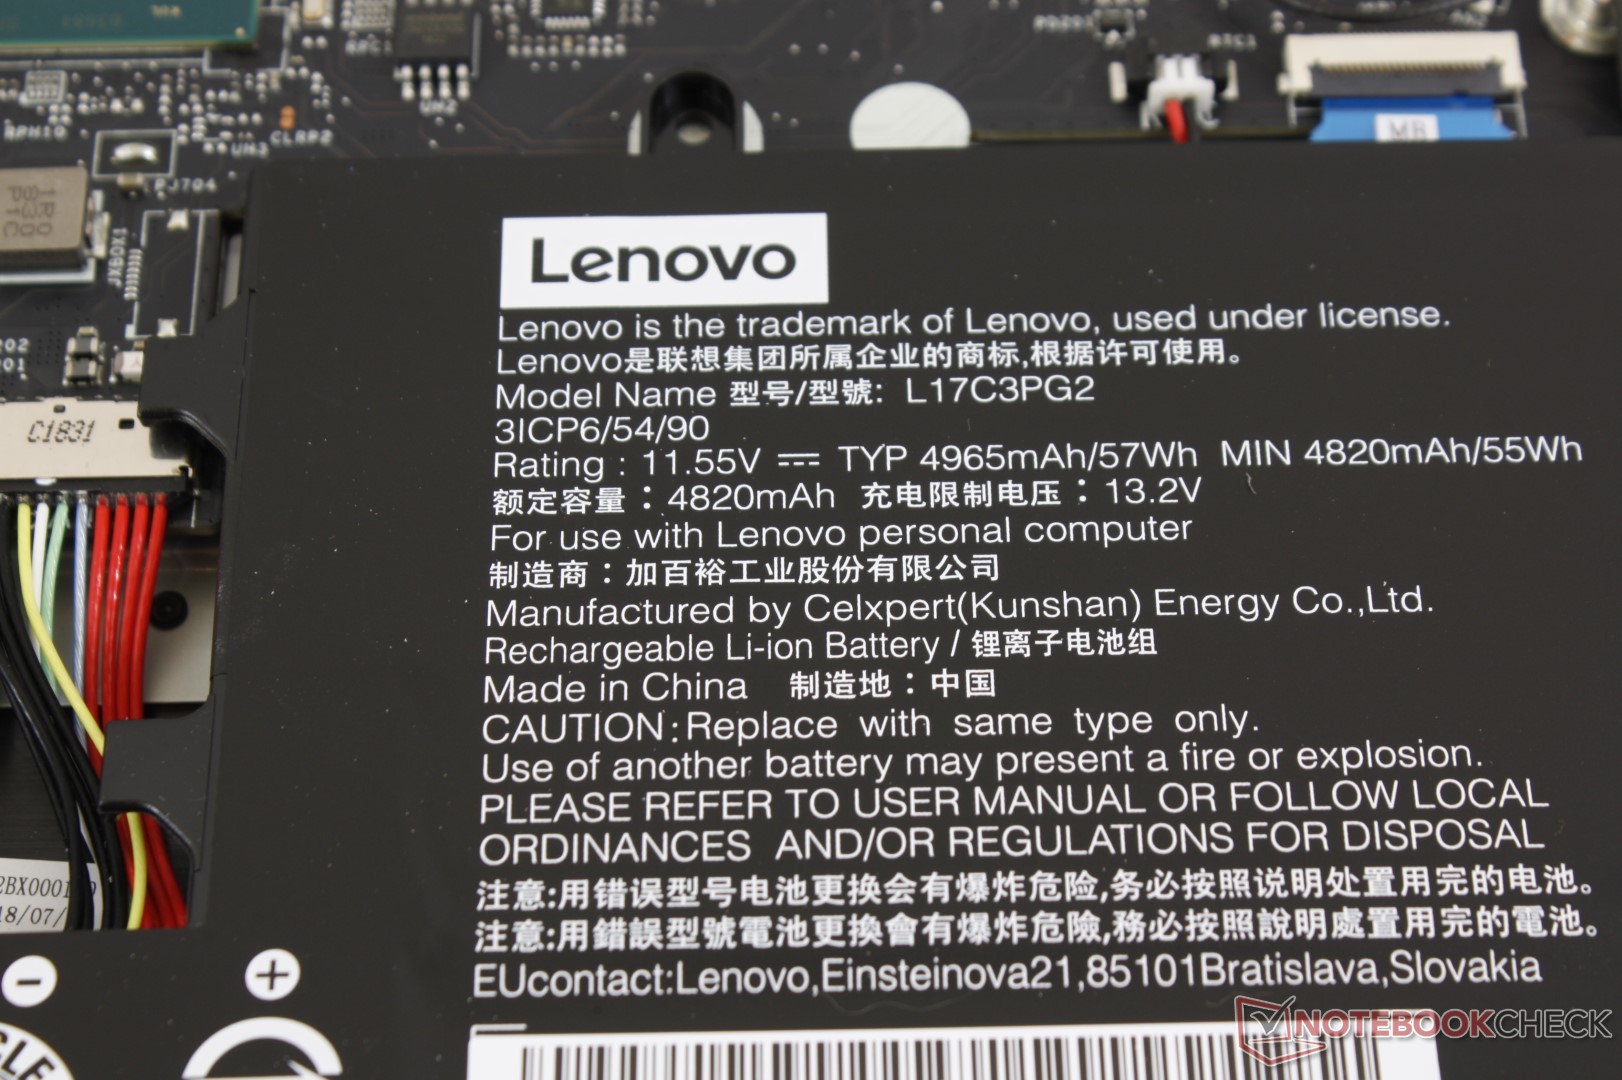 RTC1
UM2
CLRP2
UM3
PJ704
JXBOX1
MB
C1831
Lenovo
Lenovo is the trademark of Lenovo, used under license.
Lenovo是联想集团所属企业的商标,根据许可使用。
Model Name 型号/型號: L17C3PG2
3ICP6/54/90
Rating : 11.55V ⎓ TYP 4965mAh/57Wh MIN 4820mAh/55Wh
额定容量：4820mAh 充电限制电压：13.2V
For use with Lenovo personal computer
制造商：加百裕工业股份有限公司
Manufactured by Celxpert(Kunshan) Energy Co.,Ltd.
Rechargeable Li-ion Battery / 锂离子电池组
Made in China 制造地：中国
CAUTION:Replace with same type only.
Use of another battery may present a fire or explosion.
PLEASE REFER TO USER MANUAL OR FOLLOW LOCAL
ORDINANCES AND/OR REGULATIONS FOR DISPOSAL
注意:用错误型号电池更换会有爆炸危险,务必按照说明处置用完的电池。
注意:用錯誤型號電池更換會有爆炸危險,務必按照說明處置用完的電池。
EUcontact:Lenovo,Einsteinova21,85101Bratislava,Slovakia
- +
NOTEBOOKCHECK